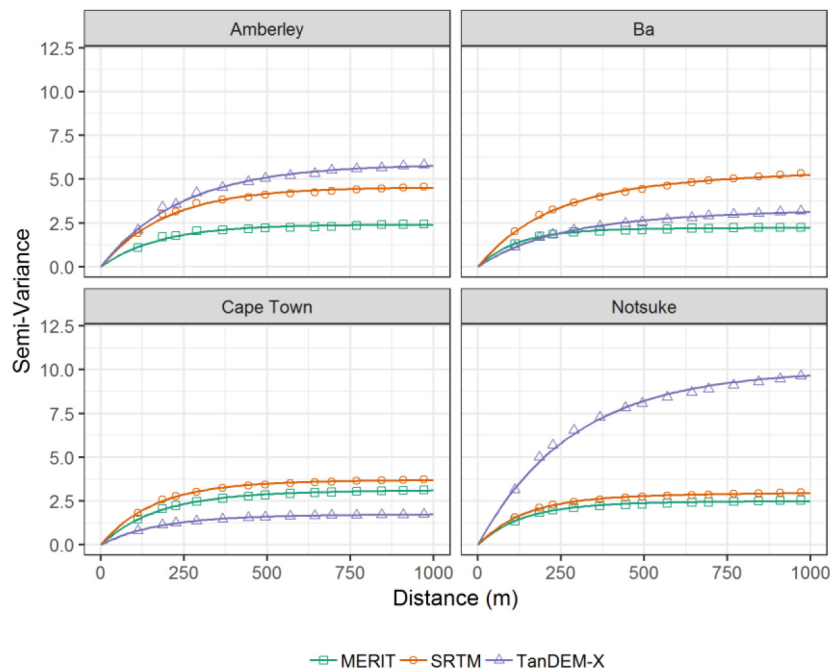 Amberley
Ba
12.5
10.0
7.5
5.0
2.5
0.0
Cape Town
Notsuke
12.5
10.0
7.5
5.0
2.5
0.0
Semi-Variance
0 250 500 750 1000
0 250 500 750 1000
Distance (m)
MERIT SRTM TanDEM-X